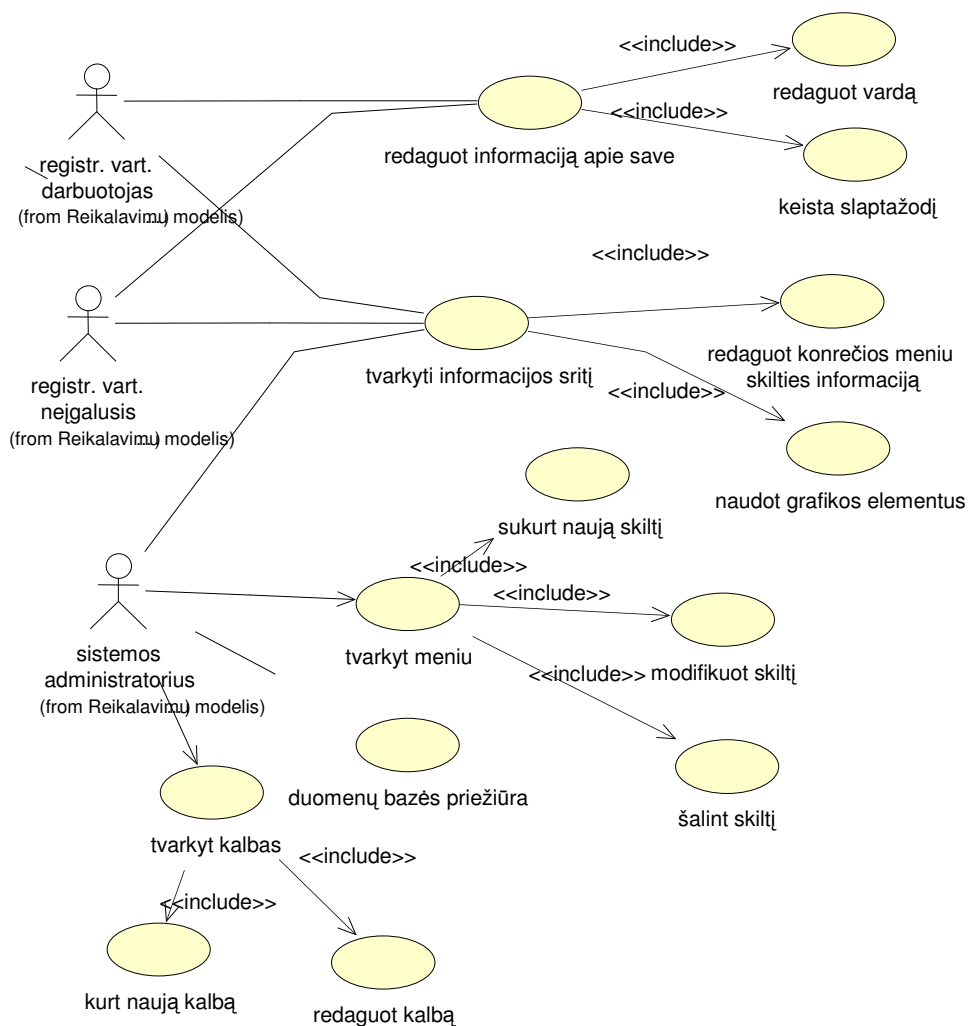 <<include>>
redaguot vardą
<<include>>
redaguot informaciją apie save
keista slaptažodį
registr. vart.
darbuotojas
(from Reikalavimų modelis)
<<include>>
redaguot konrečios meniu
skilties informaciją
tvarkyti informacijos sritį
<<include>>
registr. vart.
neįgalusis
(from Reikalavimų modelis)
naudot grafikos elementus
sukurt naują skiltį
<<include>>
<<include>>
tvarkyt meniu
<<include>>
modifikuot skiltį
sistemos
administratorius
(from Reikalavimų modelis)
duomenų bazės priežiūra
šalint skiltį
tvarkyt kalbas
<<include>>
<<include>>
kurt naują kalbą
redaguot kalbą